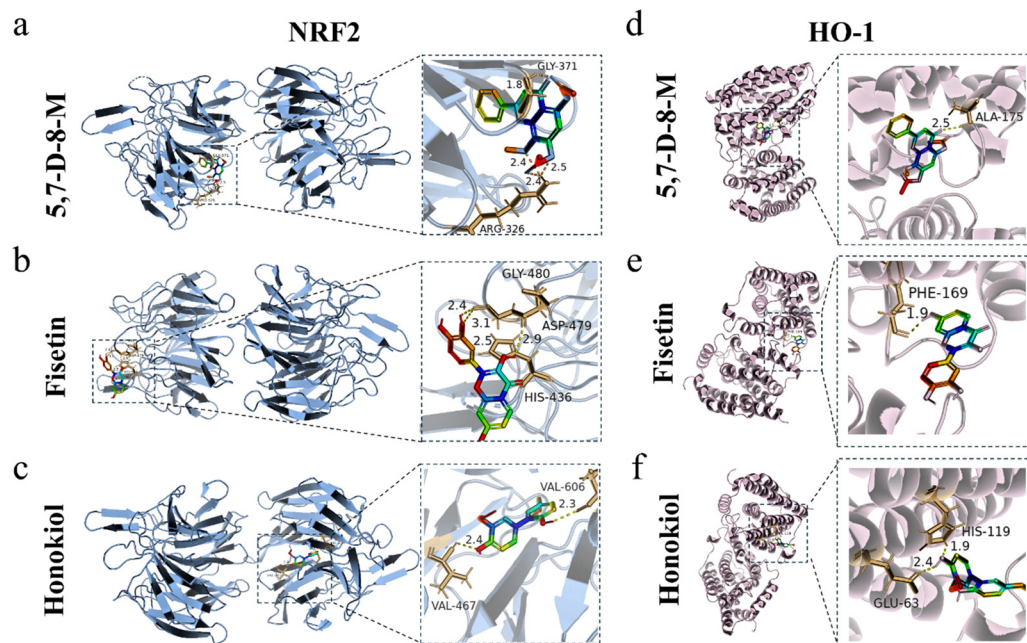 NRF2
HO-1
a
5,7-D-8-M
GLY-371
1.8
2.4
2.5
2.4
ARG-326
d
2.5
ALA-175
b
Fisetin
GLY-480
2.4
3.1
ASP-479
2.5
2.9
HIS-436
e
Fisetin
PHE-169
1.9
c
Honokiol
VAL-606
2.3
2.4
VAL-467
f
Honokiol
HIS-119
1.9
2.4
GLU-63
5,7-D-8-M